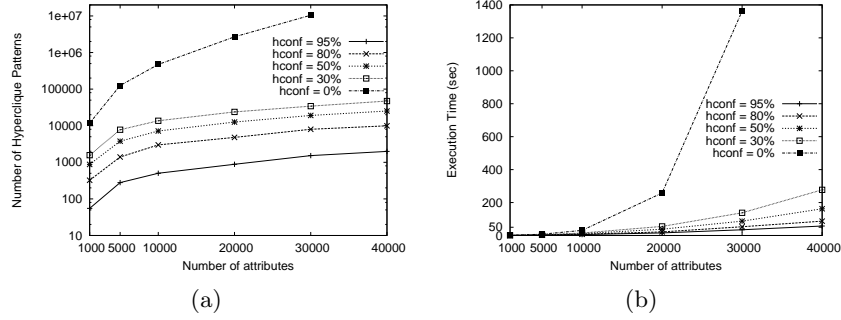 Number of Hyperclique Patterns
1e+07
1e+06
100000
10000
1000
100
10
hconf = 95%
hconf = 80%
hconf = 50%
hconf = 30%
hconf = 0%
1000 5000 10000 20000 30000 40000
Number of attributes
(a)
Execution Time (sec)
1400
1200
1000
800
600
400
200
50
0
hconf = 95%
hconf = 80%
hconf = 50%
hconf = 30%
hconf = 0%
1000 5000 10000 20000 30000 40000
Number of attributes
(b)